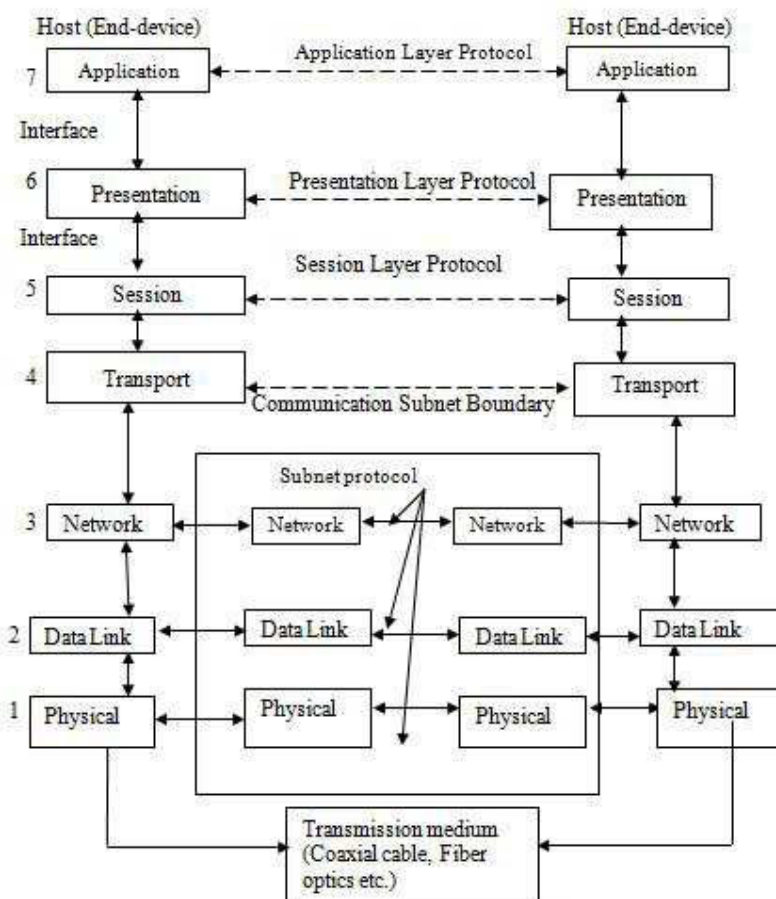 Host (End-device)
Host (End-device)
Application Layer Protocol
7
Application
Application
Interface
6
Presentation
Presentation Layer Protocol
Presentation
Interface
Session Layer Protocol
5
Session
Session
4
Transport
Transport
Communication Subnet Boundary
Subnet protocol
3
Network
Network
Network
Network
2
Data Link
Data Link
Data Link
Data Link
1
Physical
Physical
Physical
Physical
Transmission medium
(Coaxial cable, Fiber
optics etc.)